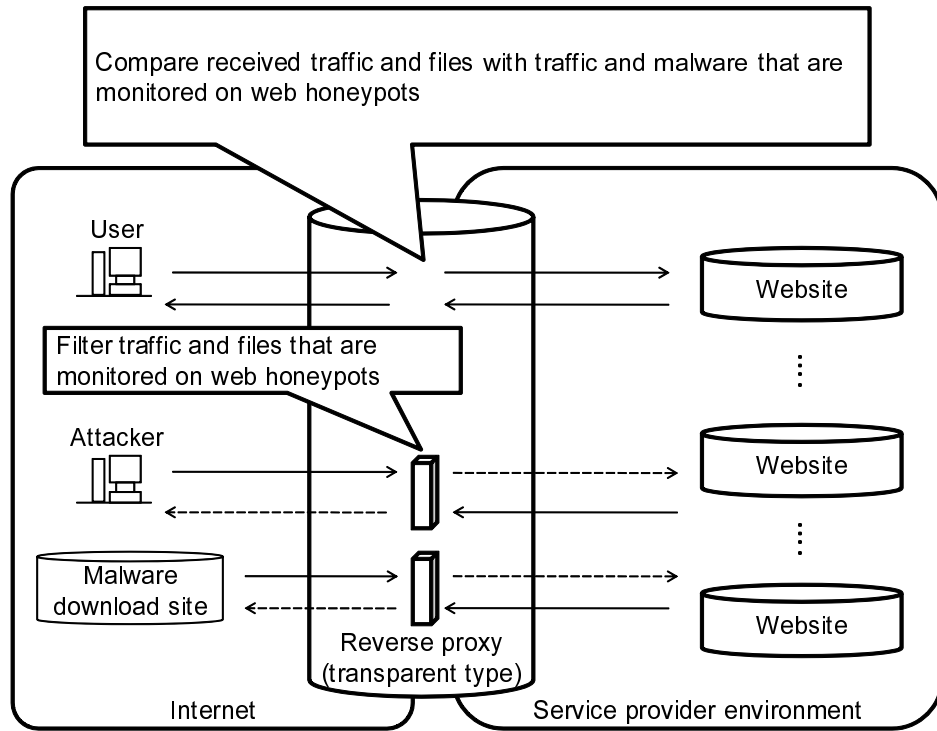 Compare received traffic and files with traffic and malware that are
monitored on web honeypots
User
Website
Filter traffic and files that are
monitored on web honeypots
Attacker
Website
Malware
download site
Website
Reverse proxy
(transparent type)
Internet
Service provider environment